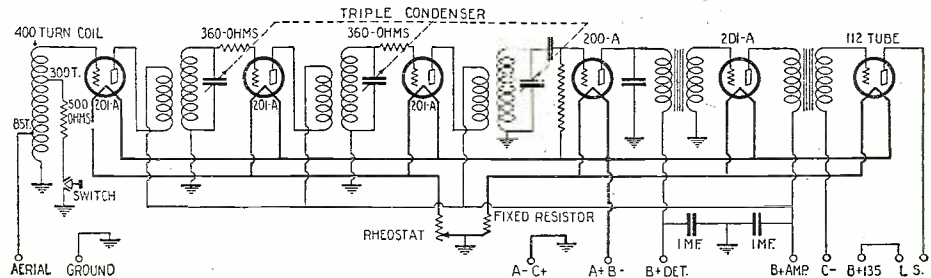 TRIPLE CONDENSER
400 TURN COIL
360-OHMS
360-OHMS
200-A
201-A
112 TUBE
300T.
201-A
201-A
201-A
500 OHMS
85T.
SWITCH
RHEOSTAT
FIXED RESISTOR
1MF.
1MF.
AERIAL
GROUND
A- C+
A+ B-
B+DET.
B+AMP.
C-
B+135
L.S.